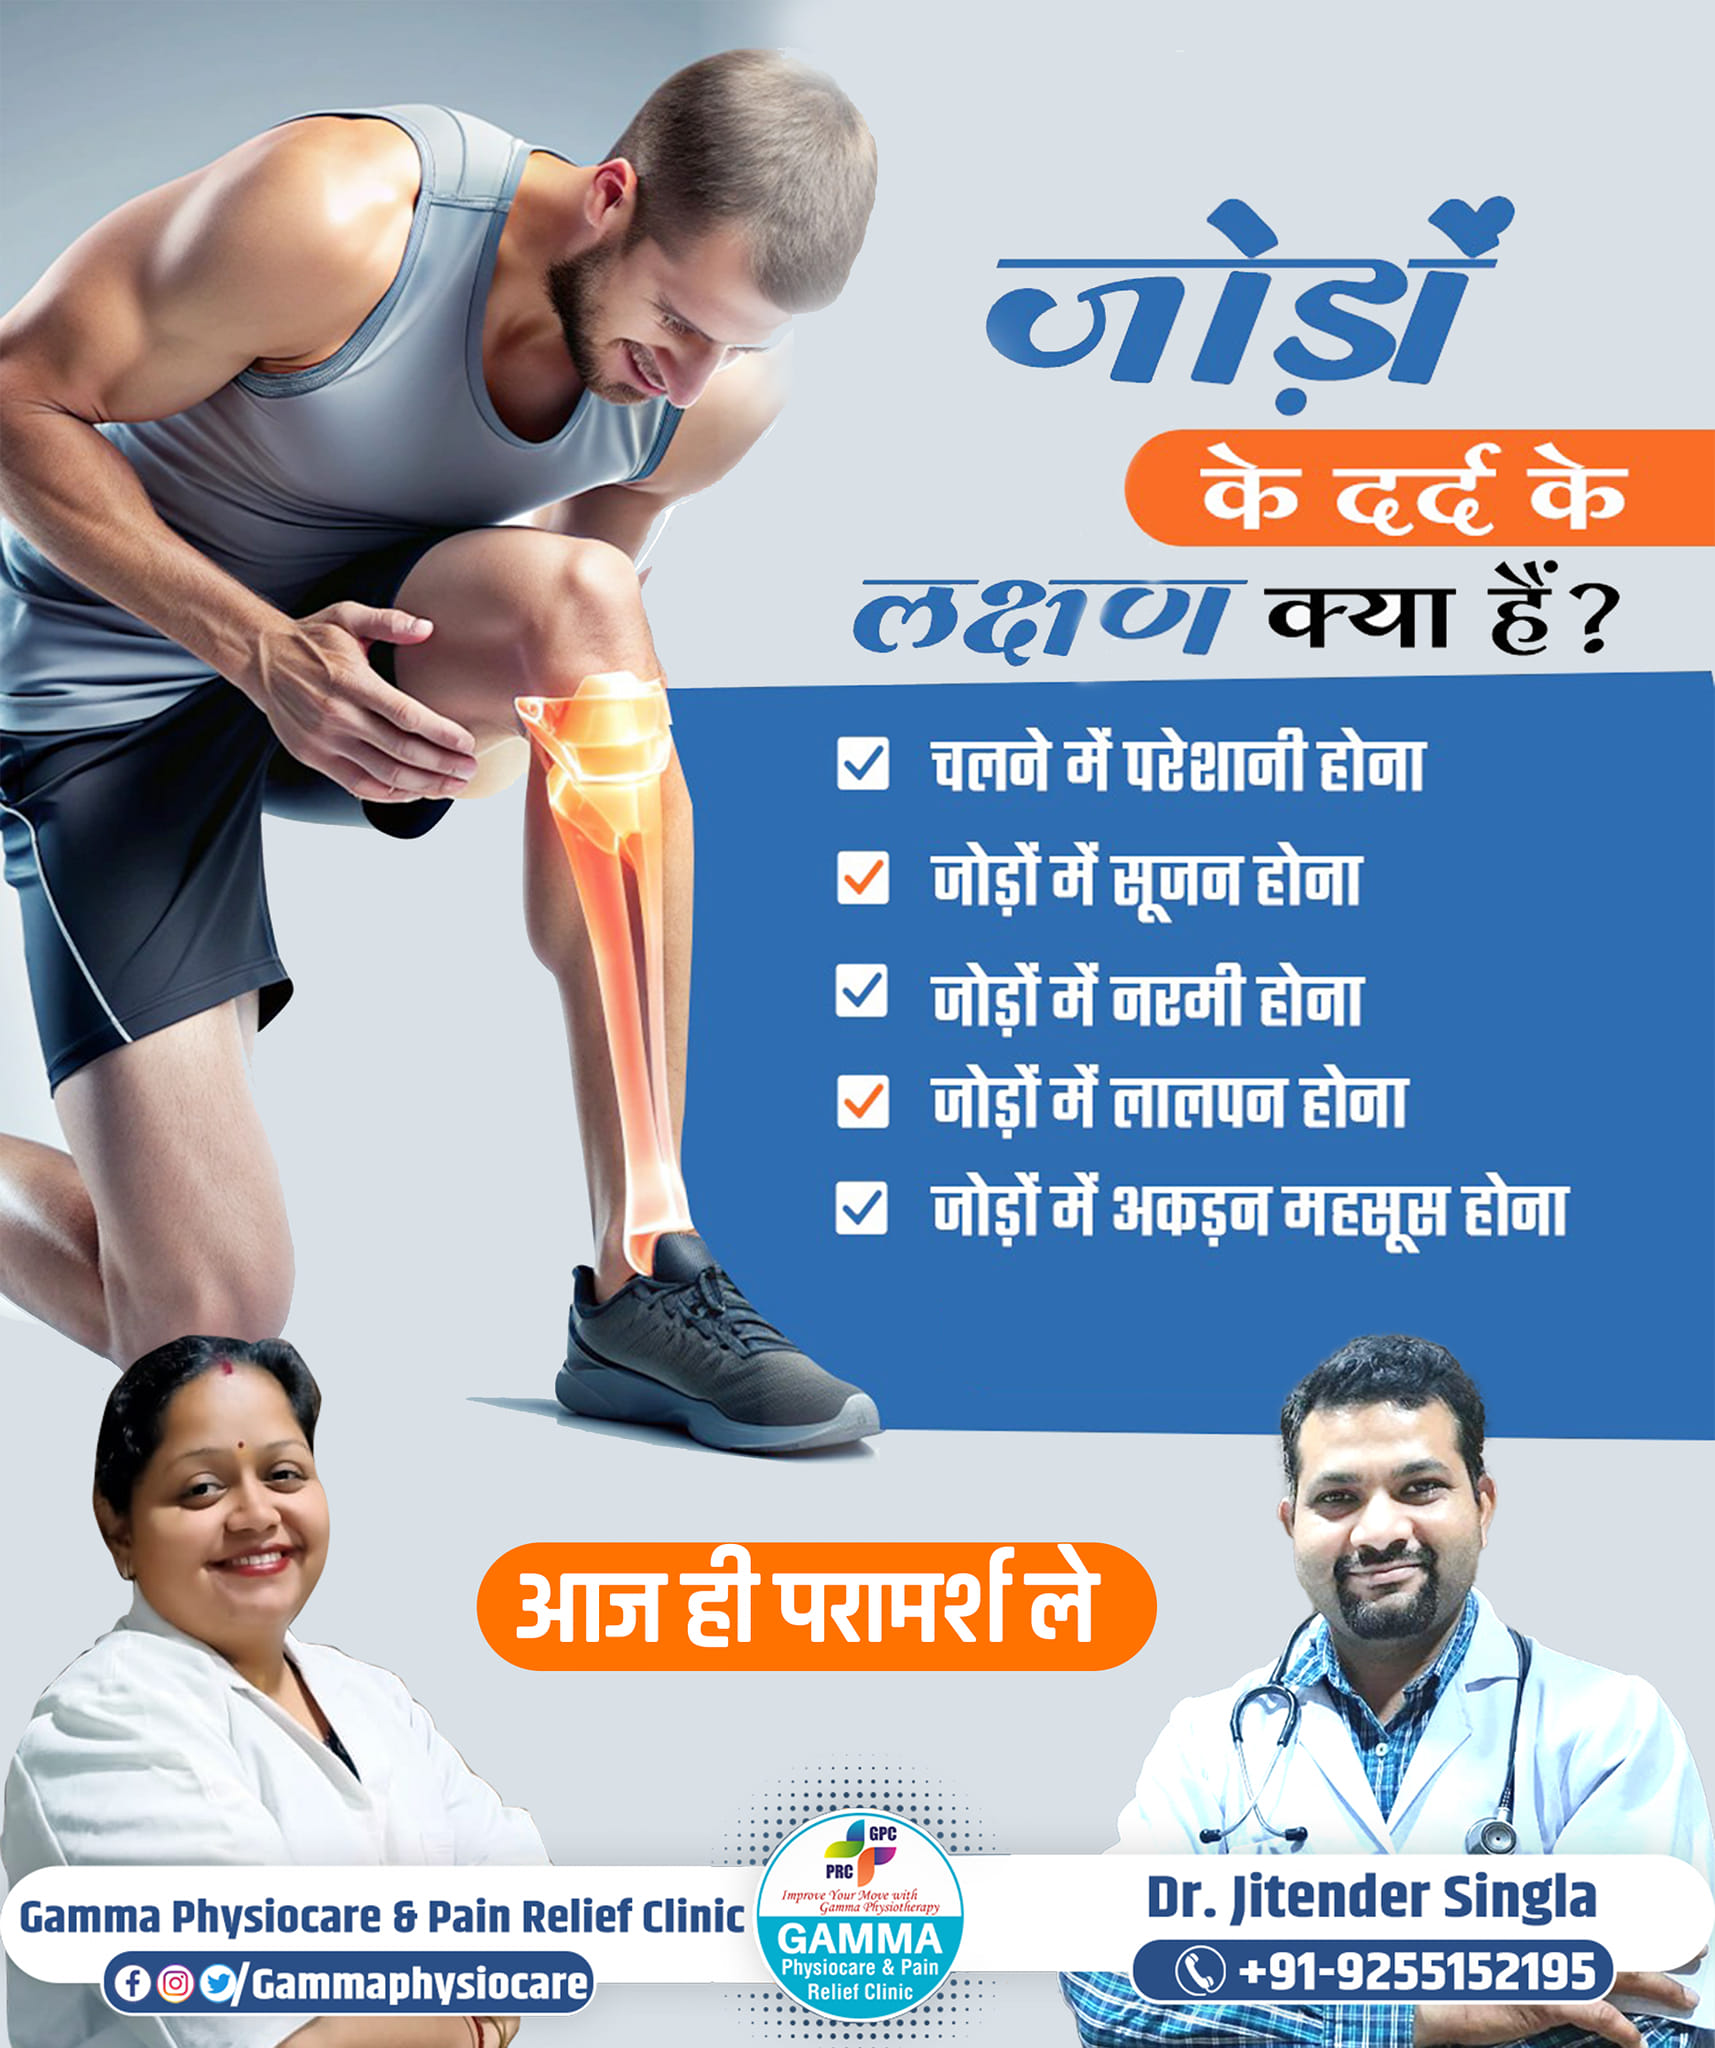 जोड़ों
के दर्द के
लक्षण क्या हैं?
चलने में परेशानी होना
जोड़ों में सूजन होना
जोड़ों में नरमी होना
जोड़ों में लालपन होना
जोड़ों में अकड़न महसूस होना
आज ही परामर्श ले
Gamma Physiocare & Pain Relief Clinic
/Gammaphysiocare
GPC
PRC
Improve Your Move with
Gamma Physiotherapy
GAMMA
Physiocare & Pain
Relief Clinic
Dr. Jitender Singla
+91-9255152195